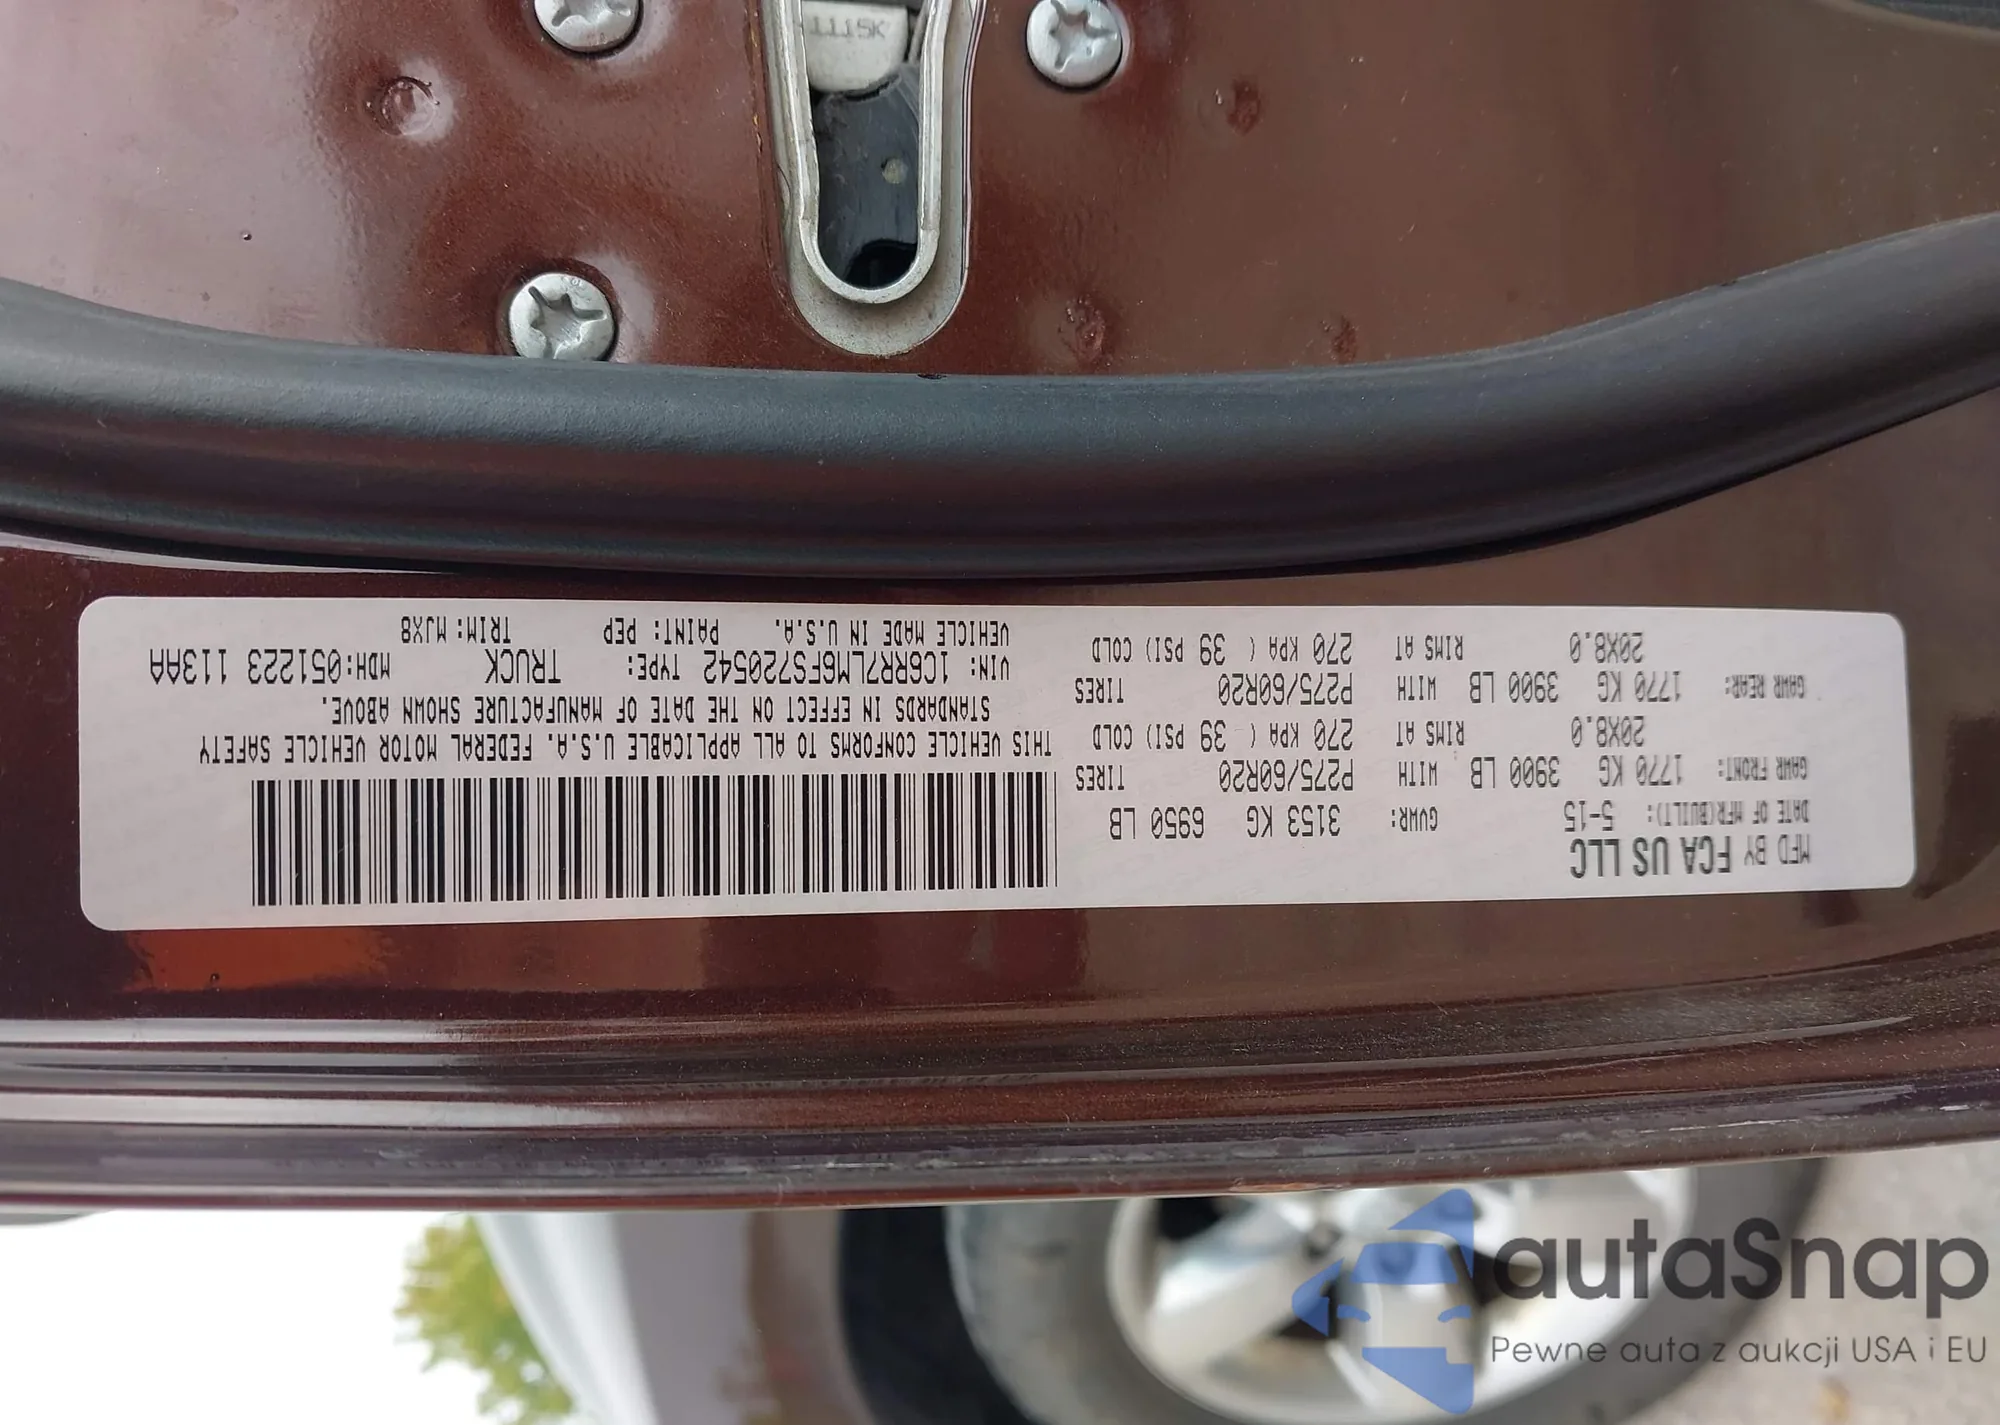 1115K
MFD BY FCA US LLC
DATE OF MFR(BUILT): 5-15 GVWR: 3153 KG 6950 LB
GAWR FRONT: 1770 KG 3900 LB WITH P275/60R20 TIRES
20X8.0 RIMS AT 270 KPA ( 39 PSI) COLD
GAWR REAR: 1770 KG 3900 LB WITH P275/60R20 TIRES
20X8.0 RIMS AT 270 KPA ( 39 PSI) COLD
THIS VEHICLE CONFORMS TO ALL APPLICABLE U.S.A. FEDERAL MOTOR VEHICLE SAFETY
STANDARDS IN EFFECT ON THE DATE OF MANUFACTURE SHOWN ABOVE.
VIN: 1C6RR7LM6FS720542 TYPE: TRUCK MDH:051223 113AA
VEHICLE MADE IN U.S.A. PAINT: PEP TRIM: MJX8
autaSnap
Pewne auta z aukcji USA i EU